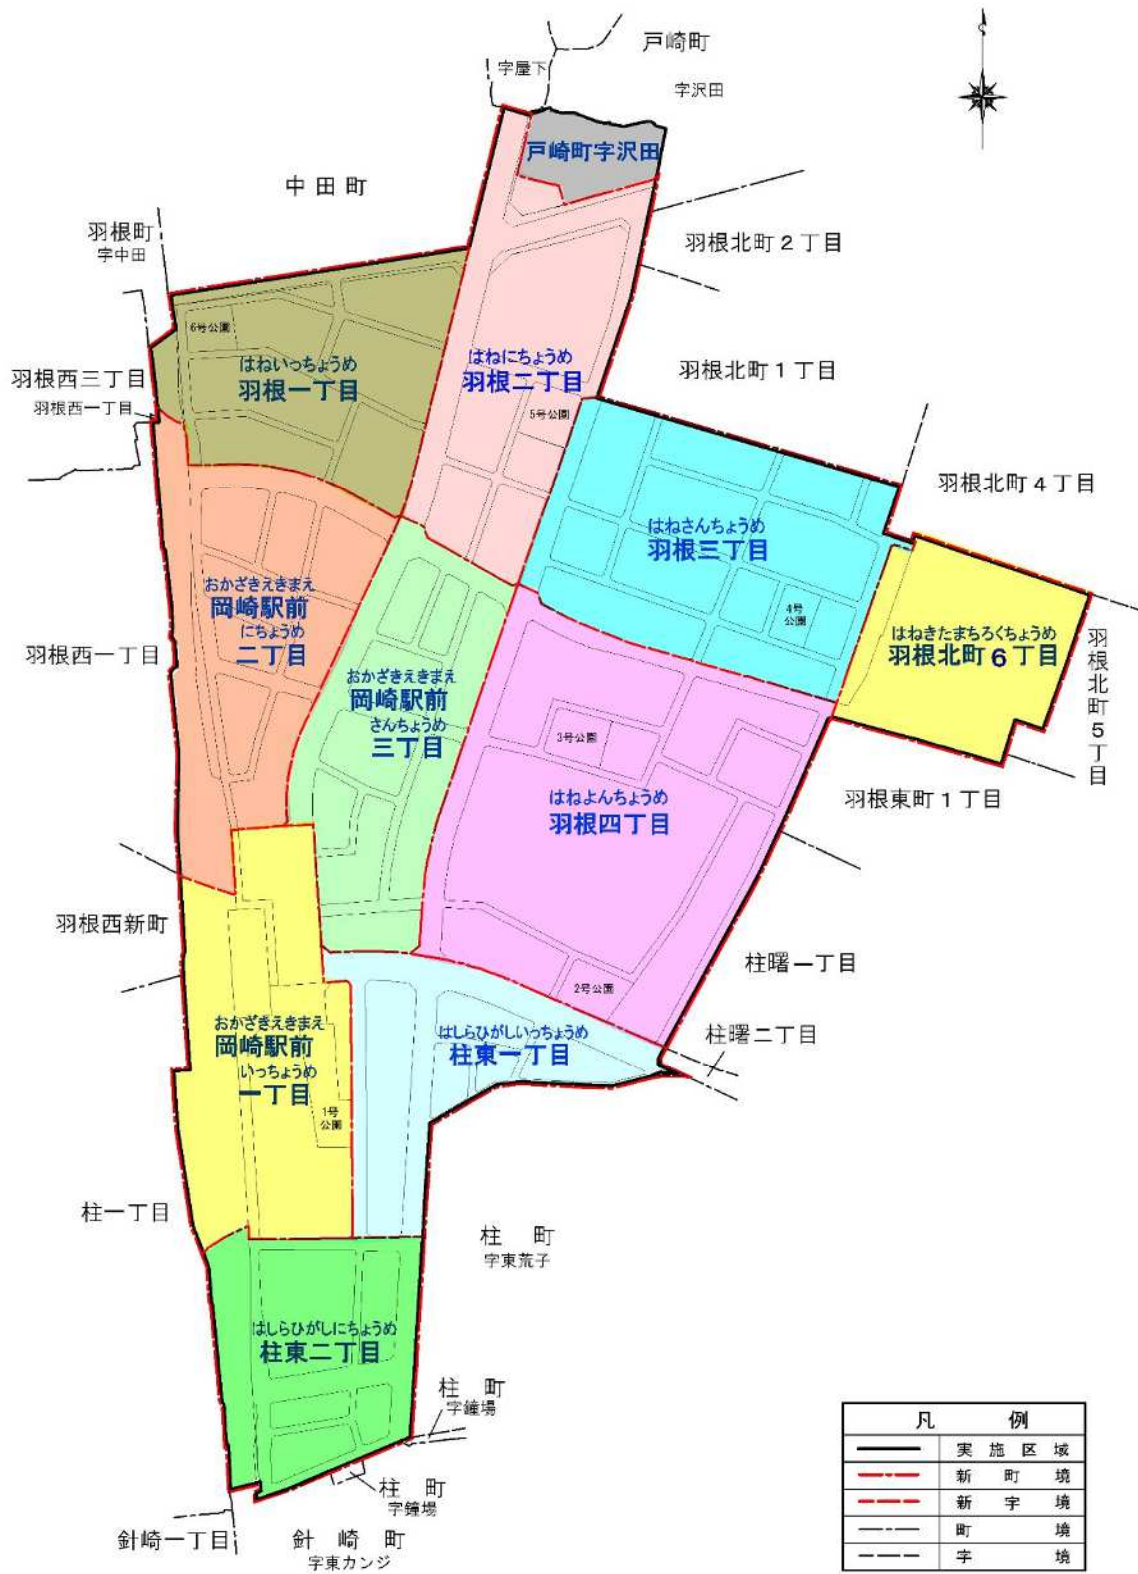 戸崎町
字屋下
字沢田
戸崎町字沢田
中田町
羽根町
字中田
羽根北町2丁目
6号公園
はねいっちょうめ
羽根一丁目
はねにちょうめ
羽根二丁目
5号公園
羽根北町1丁目
羽根西三丁目
羽根西一丁目
羽根北町4丁目
はねさんちょうめ
羽根三丁目
4号
公園
おかざきえきまえ
岡崎駅前
にちょうめ
二丁目
羽根西一丁目
はねきたまちろくちょうめ
羽根北町6丁目
羽根北町5丁目
おかざきえきまえ
岡崎駅前
さんちょうめ
三丁目
3号公園
はねよんちょうめ
羽根四丁目
羽根東町1丁目
羽根西新町
柱曙一丁目
2号公園
おかざきえきまえ
岡崎駅前
いっちょうめ
一丁目
はしらひがしいっちょうめ
柱東一丁目
柱曙二丁目
1号
公園
柱一丁目
柱町
字東荒子
はしらひがしにちょうめ
柱東二丁目
柱町
字鐘場
柱町
字鐘場
針崎一丁目
針崎町
字東カンジ
凡例
実施区域
新町境
新字境
町境
字境